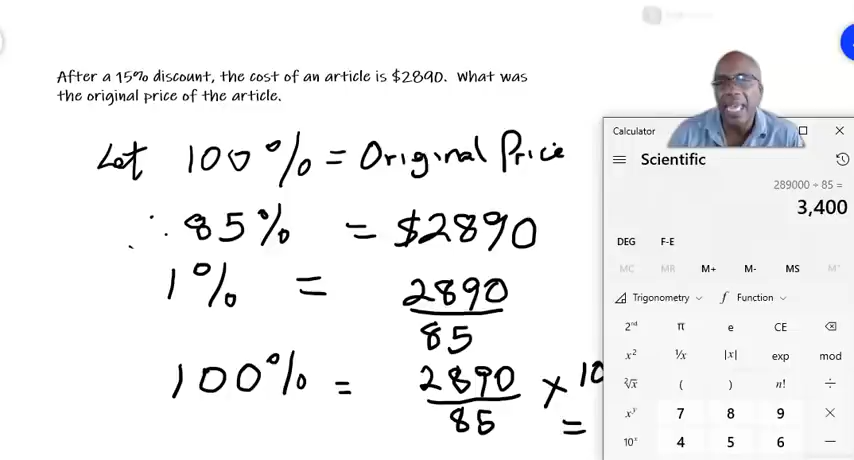 After a 15% discount, the cost of an article is $2890. What was
the original price of the article.
Let 100% = Original Price
∴ 85% = $2890
1% = 2890
85
100% = 2890 × 10
85
=
Calculator
Scientific
289000 ÷ 85 =
3,400
DEG F-E
MC MR M+ M- MS M˅
Trigonometry Function
2ⁿᵈ π e CE
x² ¹/x |x| exp mod
²√x ( ) n! ÷
xʸ 7 8 9 ×
10ˣ 4 5 6 −